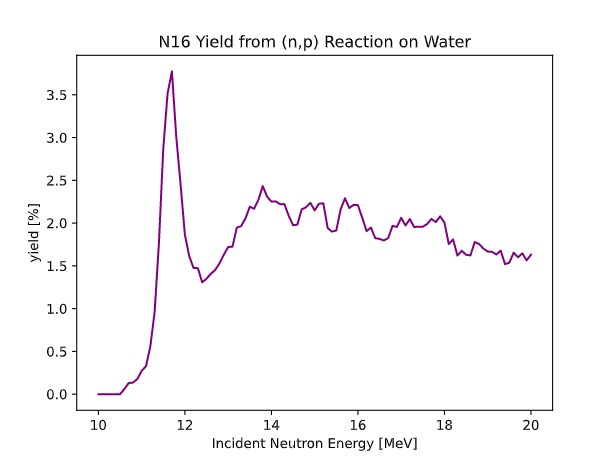 N16 Yield from (n,p) Reaction on Water
yield [%]
3.5
3.0
2.5
2.0
1.5
1.0
0.5
0.0
10 12 14 16 18 20
Incident Neutron Energy [MeV]